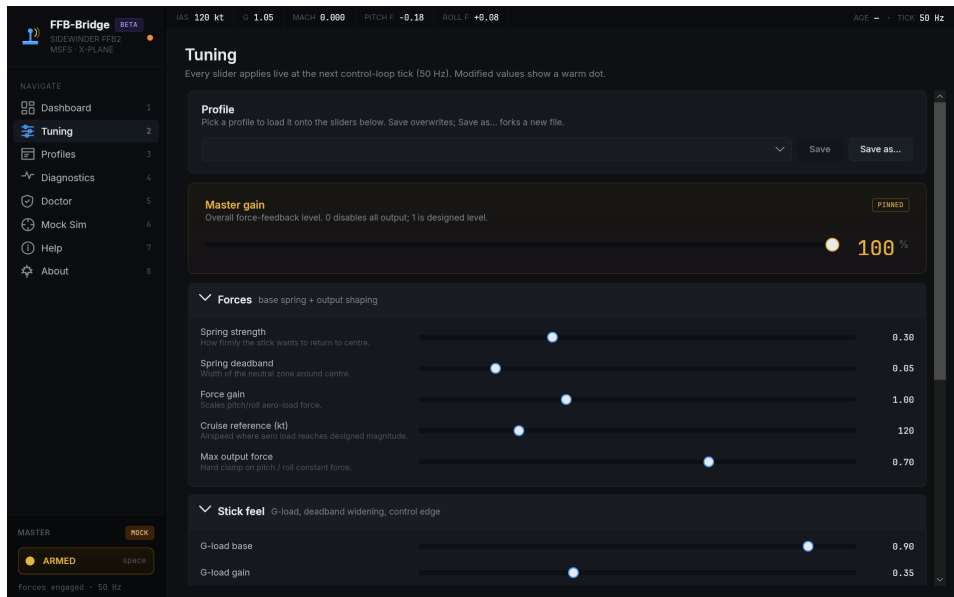 FFB-Bridge BETA
SIDEWINDER FFB2
MSFS · X-PLANE
IAS 120 kt G 1.05 MACH 0.000 PITCH F -0.18 ROLL F +0.08 AGE — · TICK 50 Hz
NAVIGATE
Dashboard 1
Tuning 2
Profiles 3
Diagnostics 4
Doctor 5
Mock Sim 6
Help 7
About 8
MASTER MOCK
ARMED space
forces engaged · 50 Hz
Tuning
Every slider applies live at the next control-loop tick (50 Hz). Modified values show a warm dot.
Profile
Pick a profile to load it onto the sliders below. Save overwrites; Save as... forks a new file.
Save Save as...
Master gain PINNED
Overall force-feedback level. 0 disables all output; 1 is designed level.
100 %
Forces base spring + output shaping
Spring strength 0.30
How firmly the stick wants to return to centre.
Spring deadband 0.05
Width of the neutral zone around centre.
Force gain 1.00
Scales pitch/roll aero-load force.
Cruise reference (kt) 120
Airspeed where aero load reaches designed magnitude.
Max output force 0.70
Hard clamp on pitch / roll constant force.
Stick feel G-load, deadband widening, control edge
G-load base 0.90
G-load gain 0.35